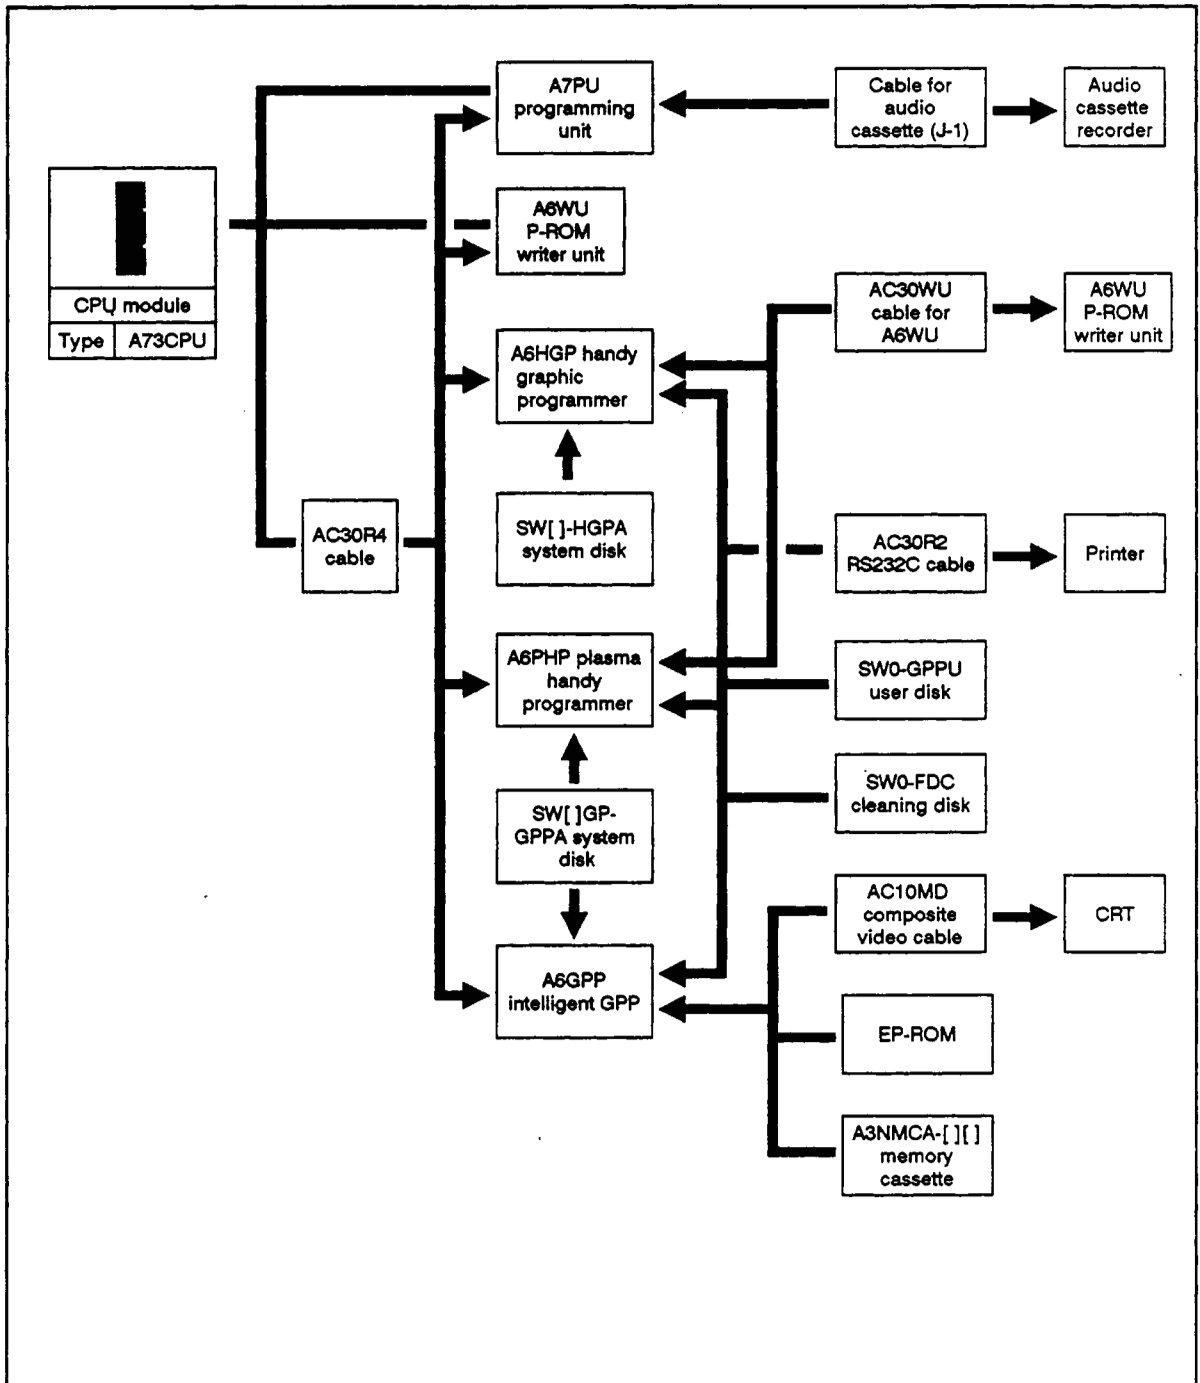 A7PU
programming
unit
Cable for
audio
cassette (J-1)
Audio
cassette
recorder
CPU module
Type A73CPU
A6WU
P-ROM
writer unit
AC30WU
cable for
A6WU
A6WU
P-ROM
writer unit
A6HGP handy
graphic
programmer
AC30R4
cable
SW[ ]-HGPA
system disk
AC30R2
RS232C cable
Printer
A6PHP plasma
handy
programmer
SW0-GPPU
user disk
SW[ ]GP-
GPPA system
disk
SW0-FDC
cleaning disk
AC10MD
composite
video cable
CRT
A6GPP
intelligent GPP
EP-ROM
A3NMCA-[ ][ ]
memory
cassette